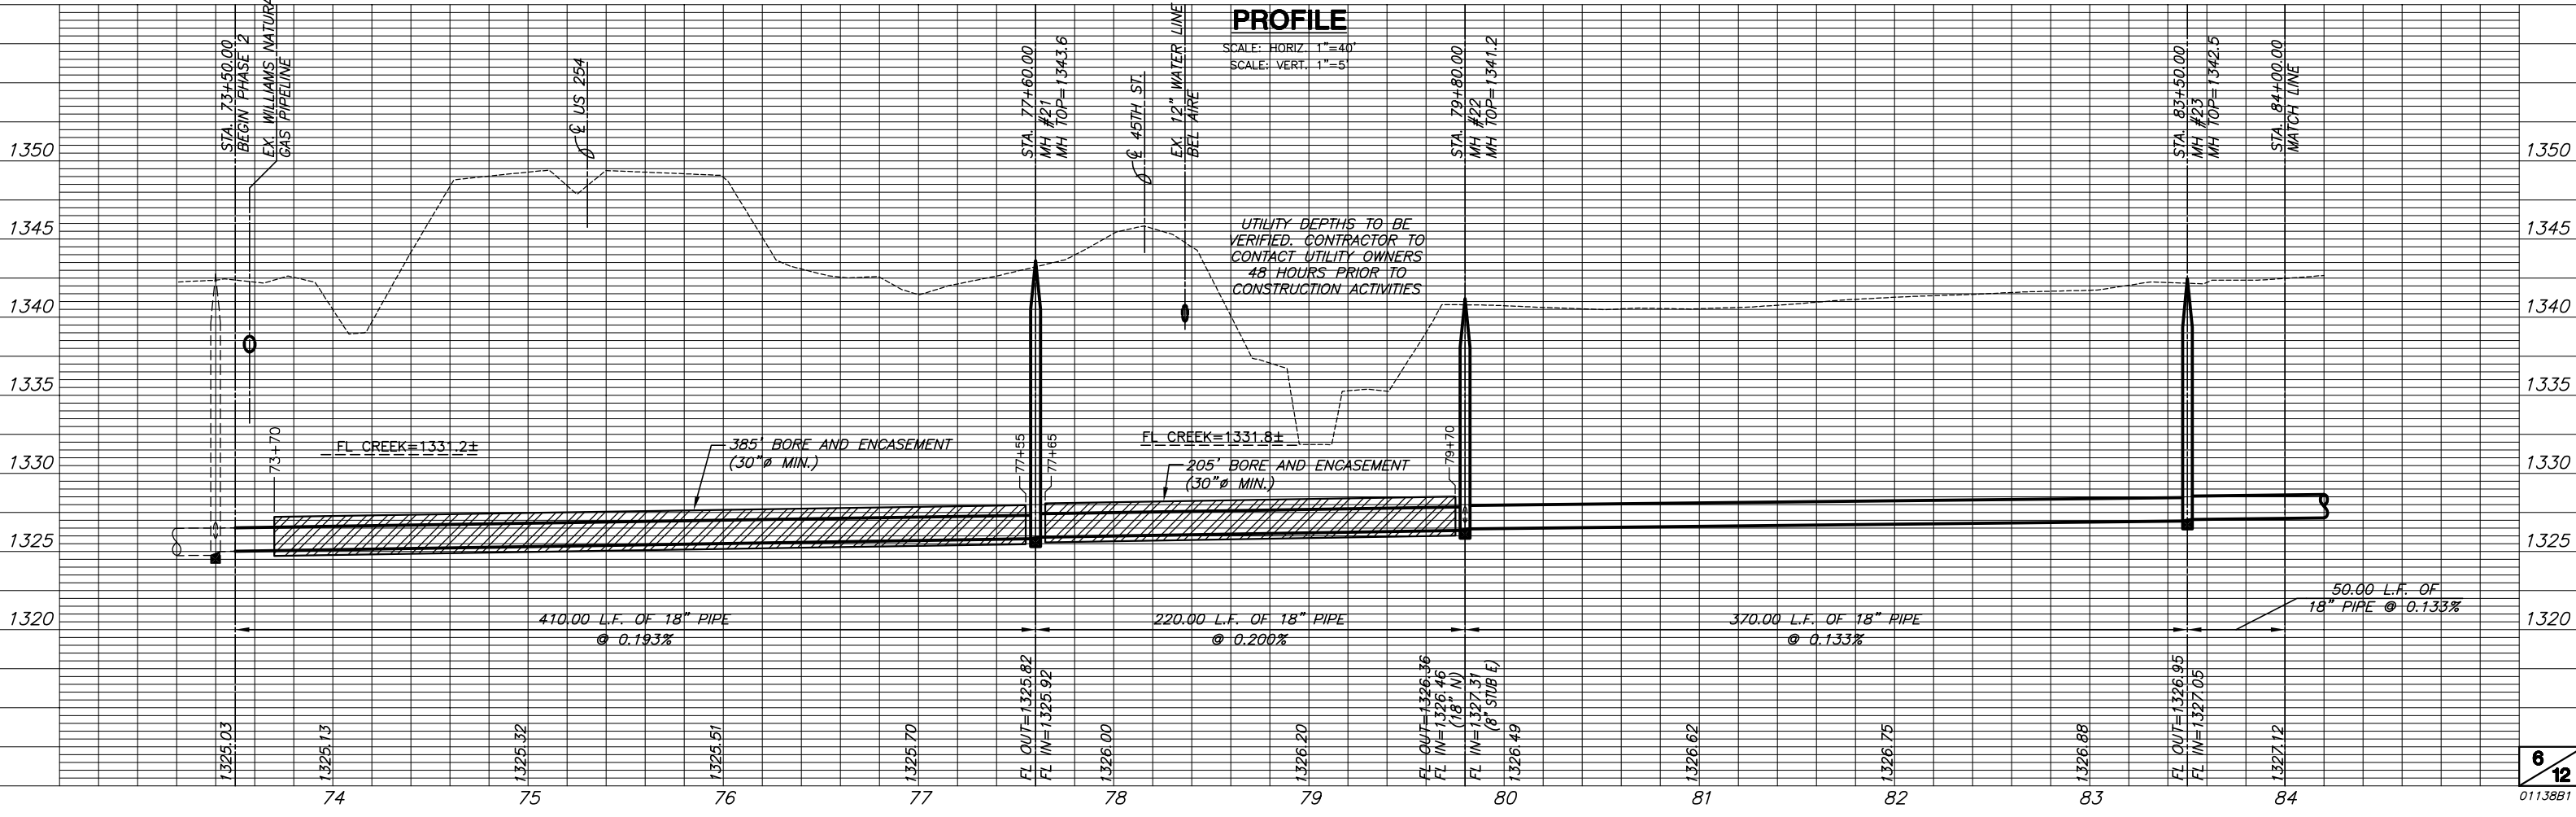 PROFILE
SCALE: HORIZ. 1"=40'
SCALE: VERT. 1"=5'
STA. 73+50.00
BEGIN PHASE 2
EX. WILLIAMS
GAS PIPELINE
℄ US 254
STA. 77+60.00
MH #21
MH TOP=1343.6
℄ 45TH ST.
EX. 12" WATER LINE
BEL AIRE
STA. 79+80.00
MH #22
MH TOP=1341.2
STA. 83+50.00
MH #23
MH TOP=1342.5
STA. 84+00.00
MATCH LINE
1350
1350
1345
1345
UTILITY DEPTHS TO BE
VERIFIED. CONTRACTOR TO
CONTACT UTILITY OWNERS
48 HOURS PRIOR TO
CONSTRUCTION ACTIVITIES
1340
1340
1335
1335
1330
1330
73+70
FL CREEK=1331.2±
385' BORE AND ENCASEMENT
(30"ø MIN.)
77+55
77+65
FL CREEK=1331.8±
205' BORE AND ENCASEMENT
(30"ø MIN.)
79+70
1325
1325
1320
1320
410.00 L.F. OF 18" PIPE
@ 0.193%
220.00 L.F. OF 18" PIPE
@ 0.200%
370.00 L.F. OF 18" PIPE
@ 0.133%
50.00 L.F. OF
18" PIPE @ 0.133%
1325.03
1325.13
1325.32
1325.51
1325.70
FL OUT=1325.82
FL IN=1325.92
1326.00
1326.20
FL OUT=1326.36
FL IN=1326.46
(18" N)
FL IN=1327.31
(8" STUB E)
1326.49
1326.62
1326.75
1326.88
FL OUT=1326.95
FL IN=1327.05
1327.12
74
75
76
77
78
79
80
81
82
83
84
6
12
01138B1